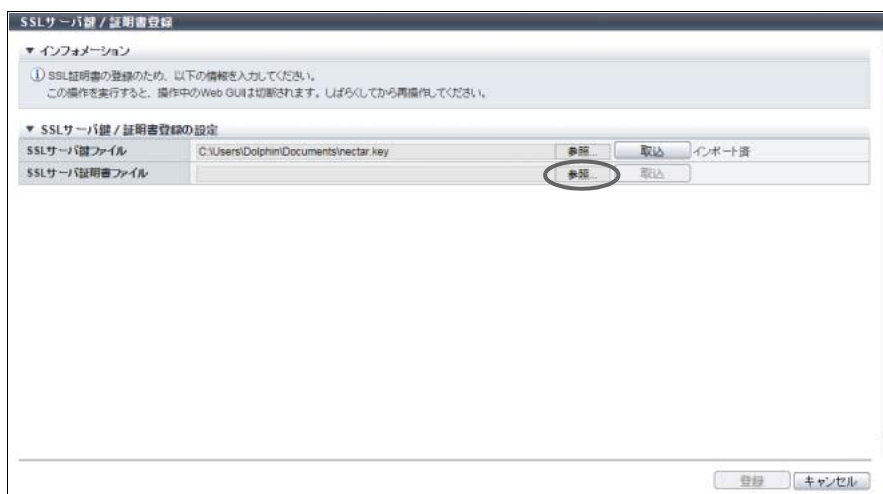 SSLサーバ鍵 / 証明書登録
▼ インフォメーション
SSL証明書の登録のため、以下の情報を入力してください。
この操作を実行すると、操作中のWeb GUIは切断されます。しばらくしてから再操作してください。
▼ SSLサーバ鍵 / 証明書登録の設定
SSLサーバ鍵ファイル C:\Users\Dolphin\Documents\nectar.key 参照... 取込 インポート済
SSLサーバ証明書ファイル 参照... 取込
登録 キャンセル